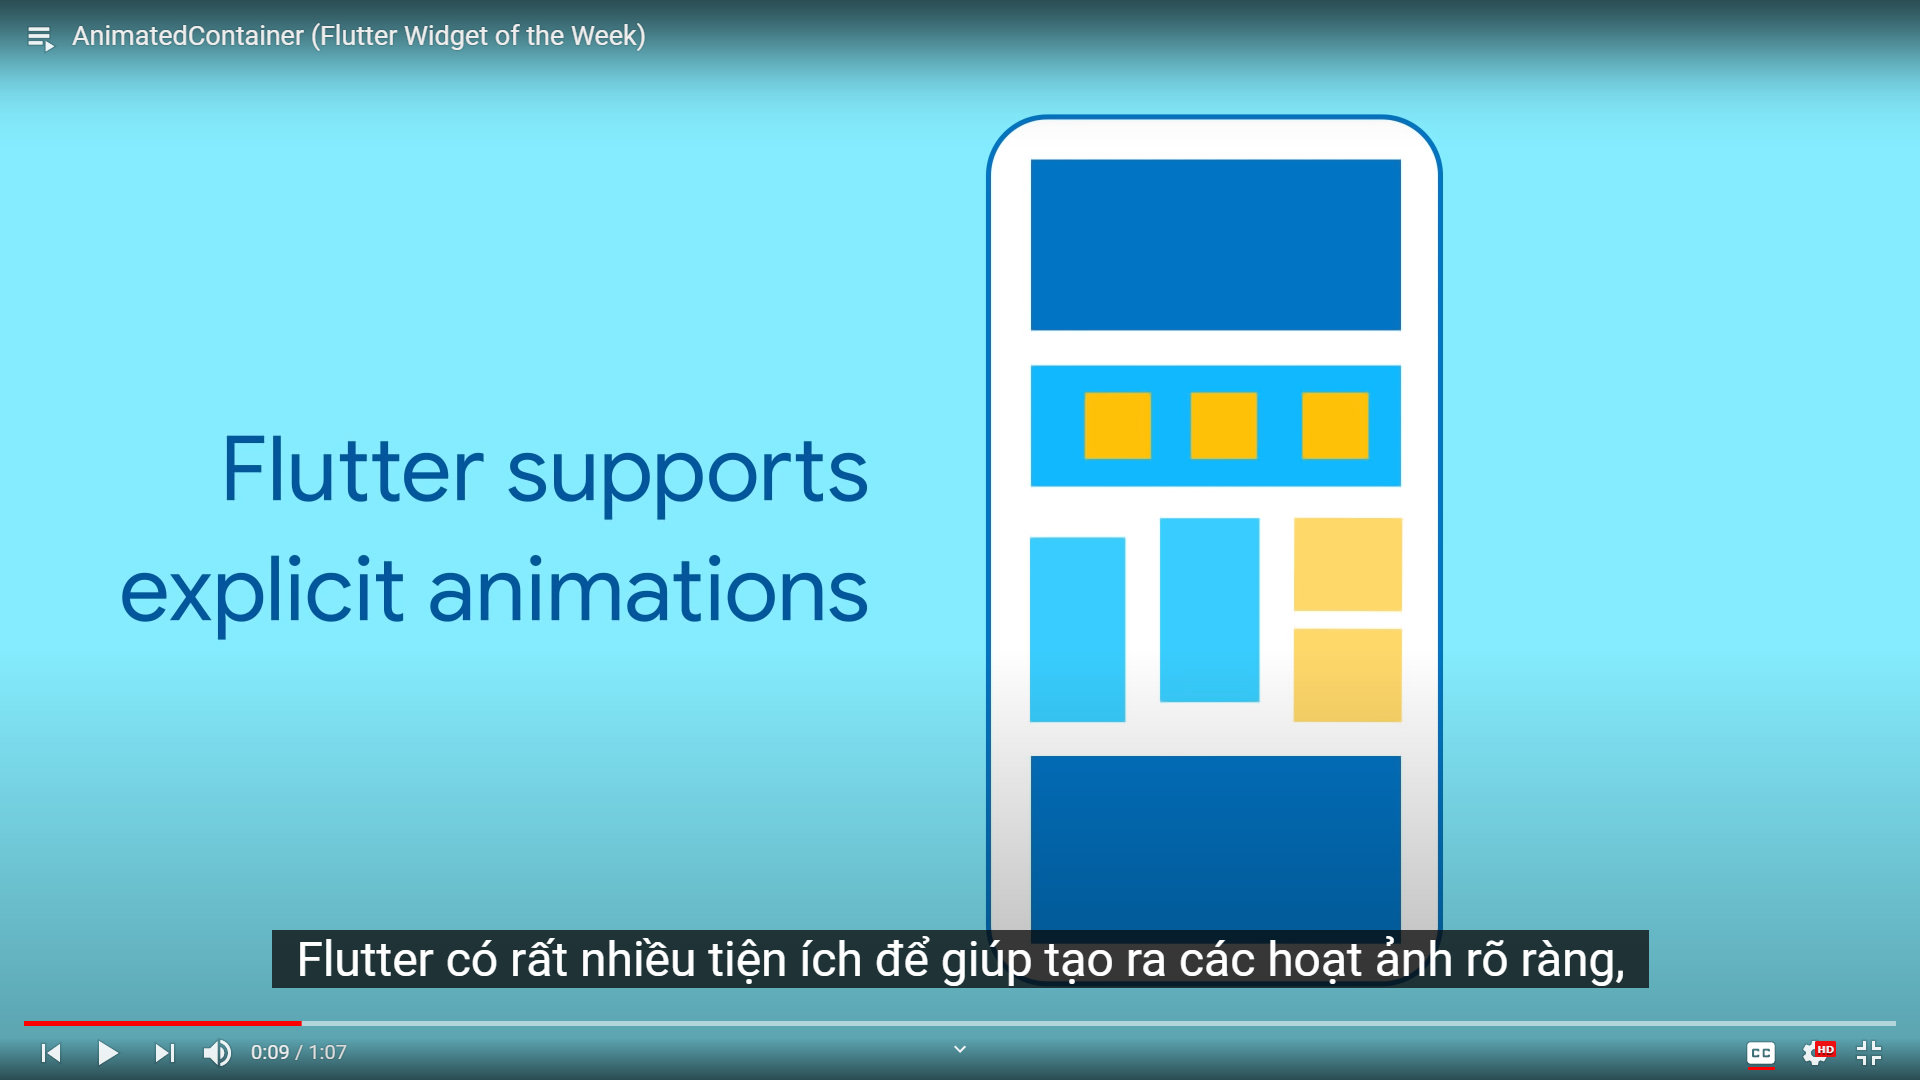 AnimatedContainer (Flutter Widget of the Week)
Flutter supports
explicit animations
Flutter có rất nhiều tiện ích để giúp tạo ra các hoạt ảnh rõ ràng,
0:09 / 1:07
CC
HD